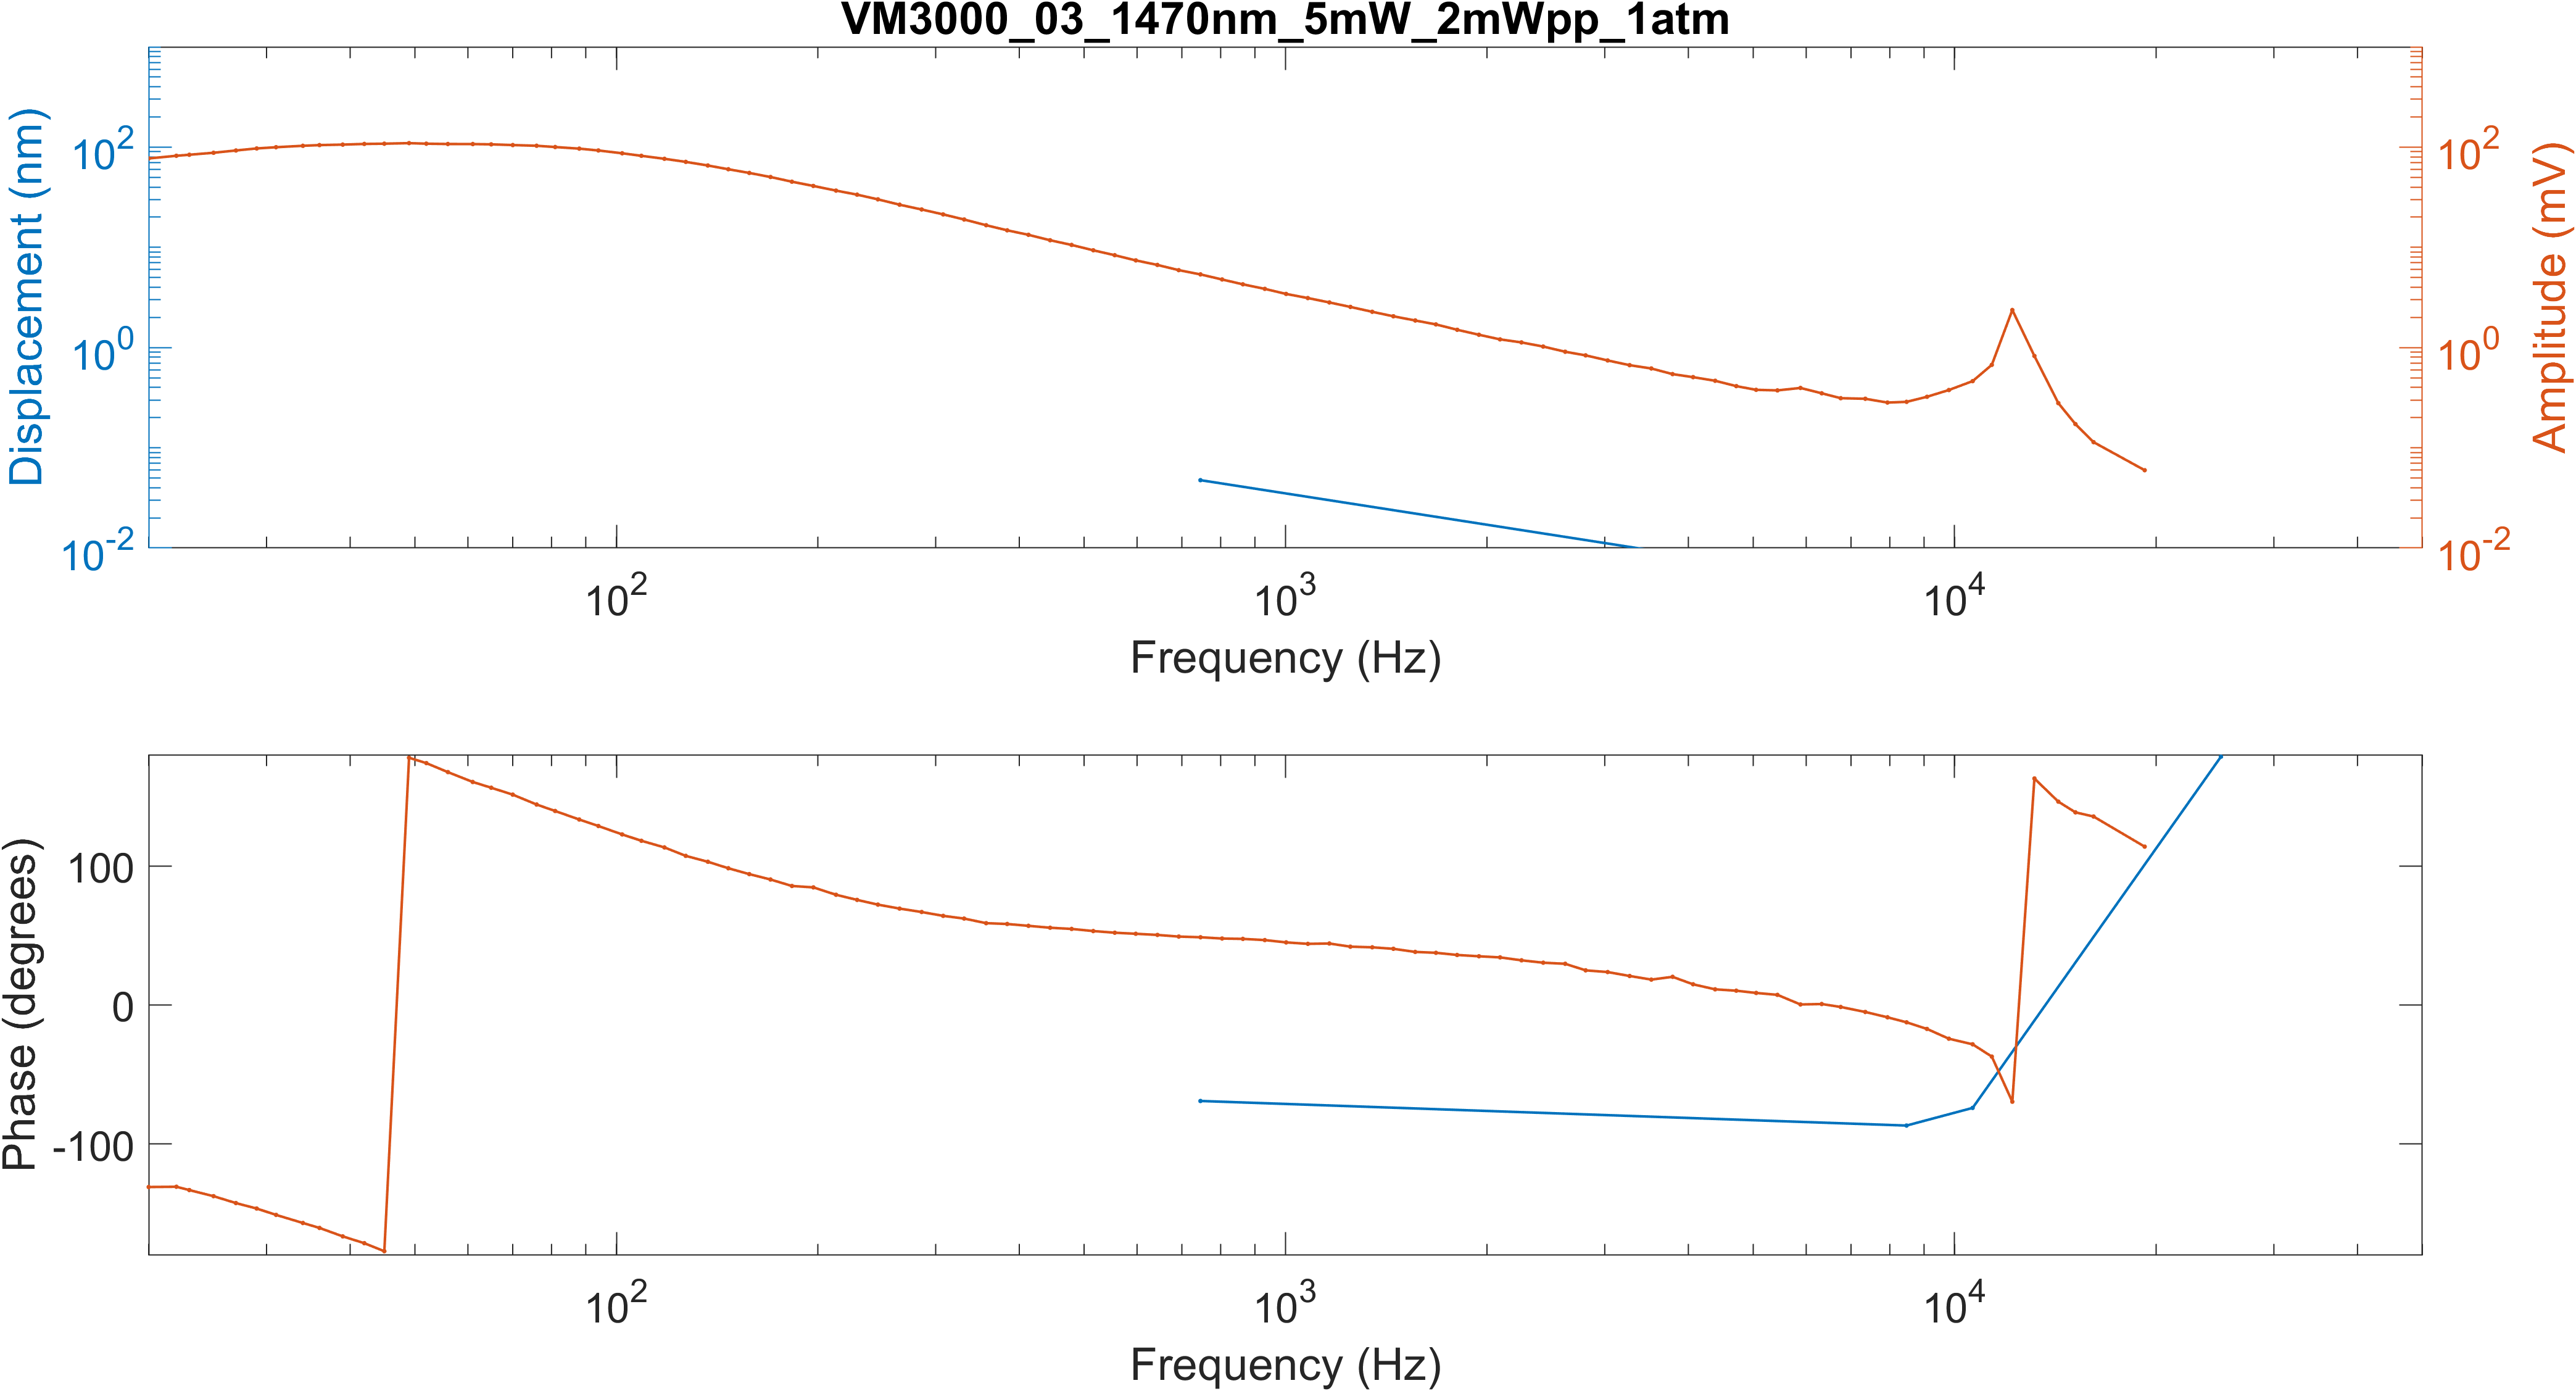 VM3000_03_1470nm_5mW_2mWpp_1atm
Displacement (nm)
10^2
10^0
10^-2
Amplitude (mV)
10^2
10^0
10^-2
10^2 10^3 10^4
Frequency (Hz)
Phase (degrees)
100
0
-100
10^2 10^3 10^4
Frequency (Hz)